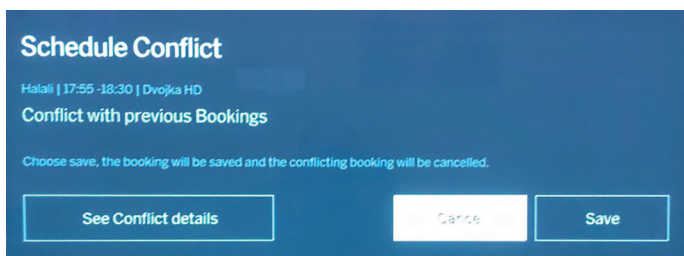 Schedule Conflict
Halali | 17:55 -18:30 | Dvojka HD
Conflict with previous Bookings
Choose save, the booking will be saved and the conflicting booking will be cancelled.
See Conflict details
Cancel
Save